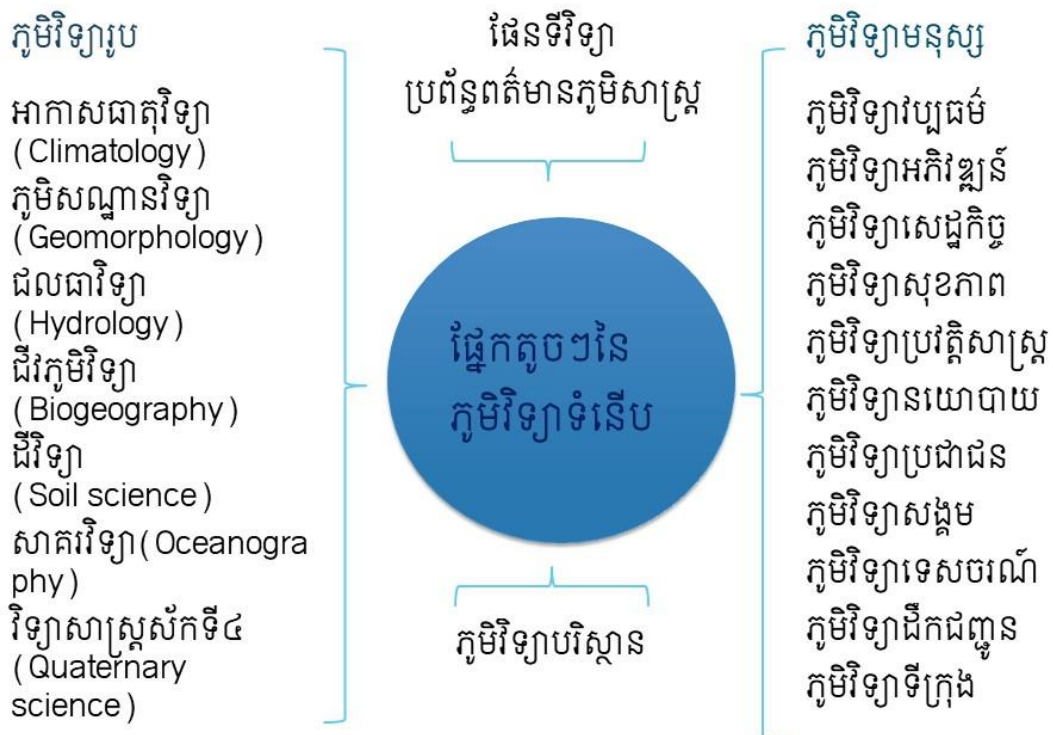 ភូមិវិទ្យារូប
អាកាសធាតុវិទ្យា
(Climatology)
ភូមិសណ្ឋានវិទ្យា
(Geomorphology)
ជលធាវិទ្យា
(Hydrology)
ជីវភូមិវិទ្យា
(Biogeography)
ដីវិទ្យា
(Soil science)
សាគរវិទ្យា(Oceanogra
phy)
វិទ្យាសាស្ត្រស័កទី៤
(Quaternary
science)
ផែនទីវិទ្យា
ប្រព័ន្ធពត៌មានភូមិសាស្ត្រ
ផ្នែកតូចៗនៃ
ភូមិវិទ្យាទំនើប
ភូមិវិទ្យាបរិស្ថាន
ភូមិវិទ្យាមនុស្ស
ភូមិវិទ្យាវប្បធម៌
ភូមិវិទ្យាអភិវឌ្ឍន៍
ភូមិវិទ្យាសេដ្ឋកិច្ច
ភូមិវិទ្យាសុខភាព
ភូមិវិទ្យាប្រវត្តិសាស្ត្រ
ភូមិវិទ្យានយោបាយ
ភូមិវិទ្យាប្រជាជន
ភូមិវិទ្យាសង្គម
ភូមិវិទ្យាទេសចរណ៍
ភូមិវិទ្យាដឹកជញ្ជូន
ភូមិវិទ្យាទីក្រុង